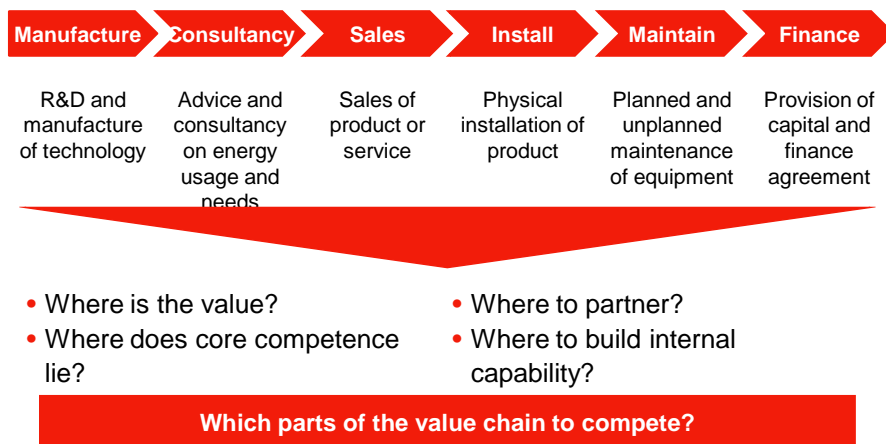 Manufacture Consultancy Sales Install Maintain Finance
R&D and
manufacture
of technology
Advice and
consultancy
on energy
usage and
needs
Sales of
product or
service
Physical
installation of
product
Planned and
unplanned
maintenance
of equipment
Provision of
capital and
finance
agreement
• Where is the value?
• Where does core competence
lie?
• Where to partner?
• Where to build internal
capability?
Which parts of the value chain to compete?